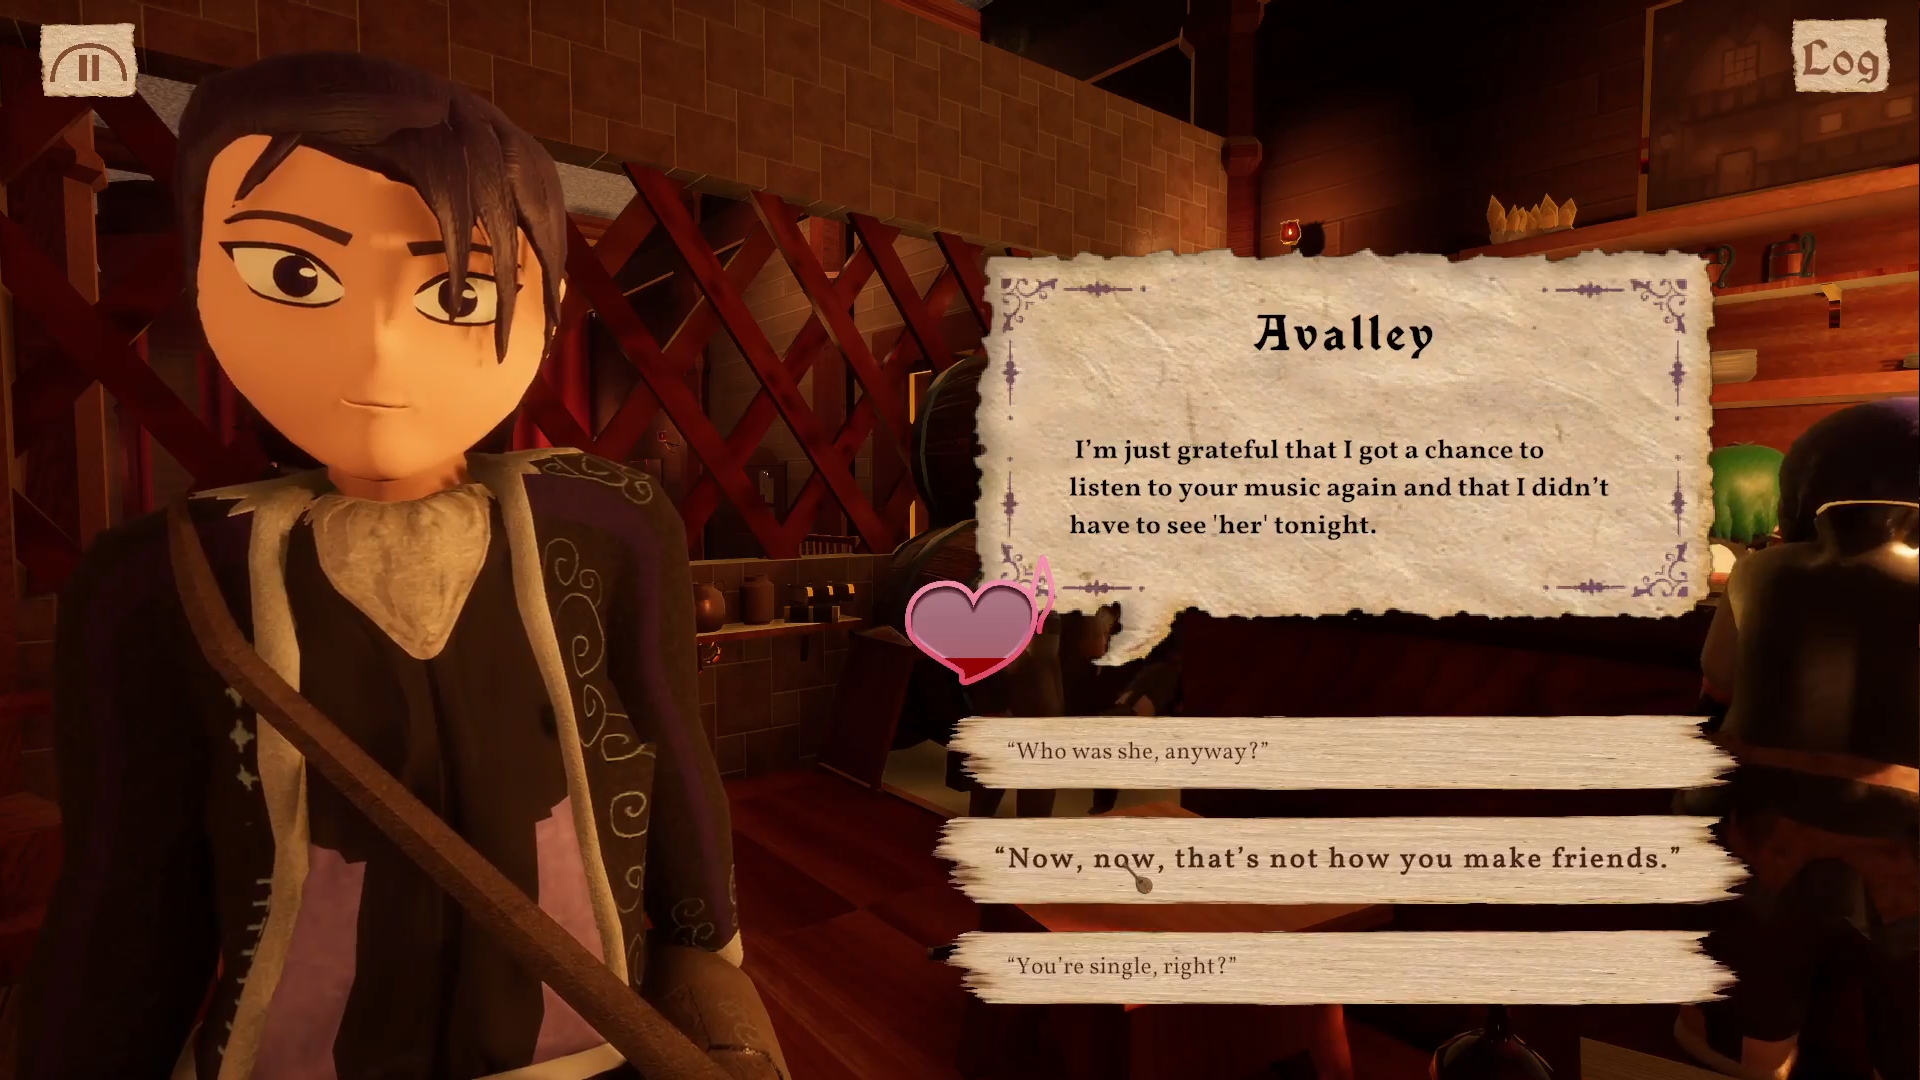 Log
Avalley
I’m just grateful that I got a chance to
listen to your music again and that I didn’t
have to see 'her' tonight.
“Who was she, anyway?”
“Now, now, that’s not how you make friends.”
“You’re single, right?”